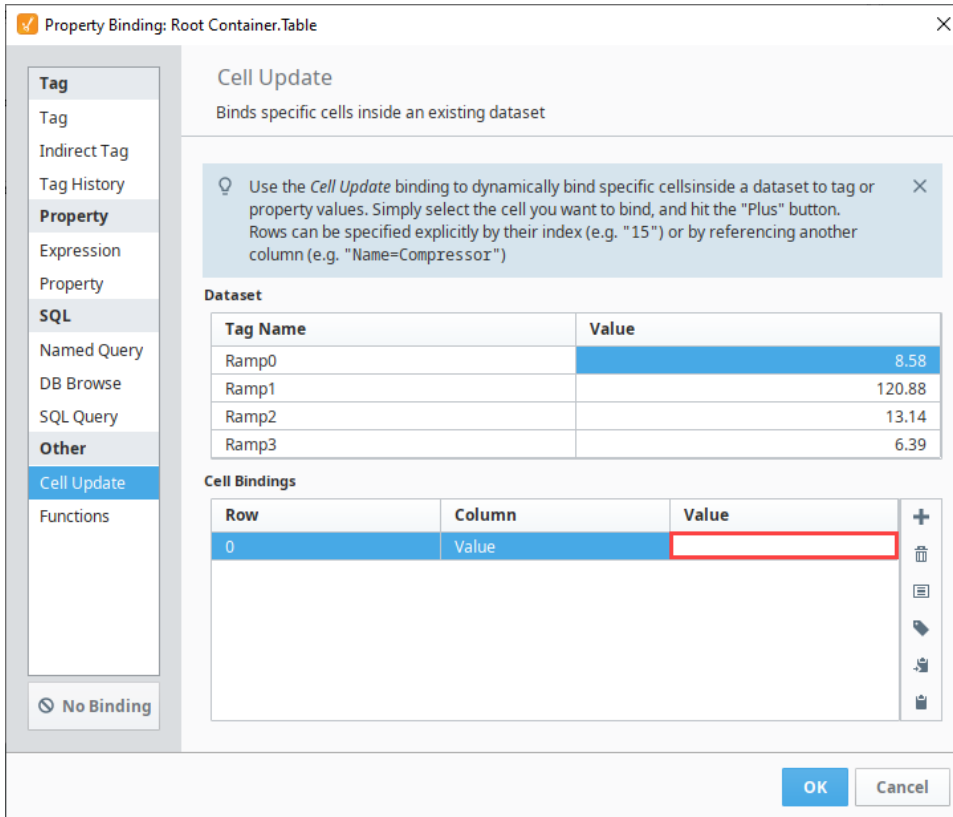 Property Binding: Root Container.Table
Tag
Tag
Indirect Tag
Tag History
Property
Expression
Property
SQL
Named Query
DB Browse
SQL Query
Other
Cell Update
Functions
No Binding
Cell Update
Binds specific cells inside an existing dataset
Use the Cell Update binding to dynamically bind specific cellsinside a dataset to tag or
property values. Simply select the cell you want to bind, and hit the "Plus" button.
Rows can be specified explicitly by their index (e.g. "15") or by referencing another
column (e.g. "Name=Compressor")
Dataset
Tag Name Value
Ramp0 8.58
Ramp1 120.88
Ramp2 13.14
Ramp3 6.39
Cell Bindings
Row Column Value
0 Value
OK Cancel